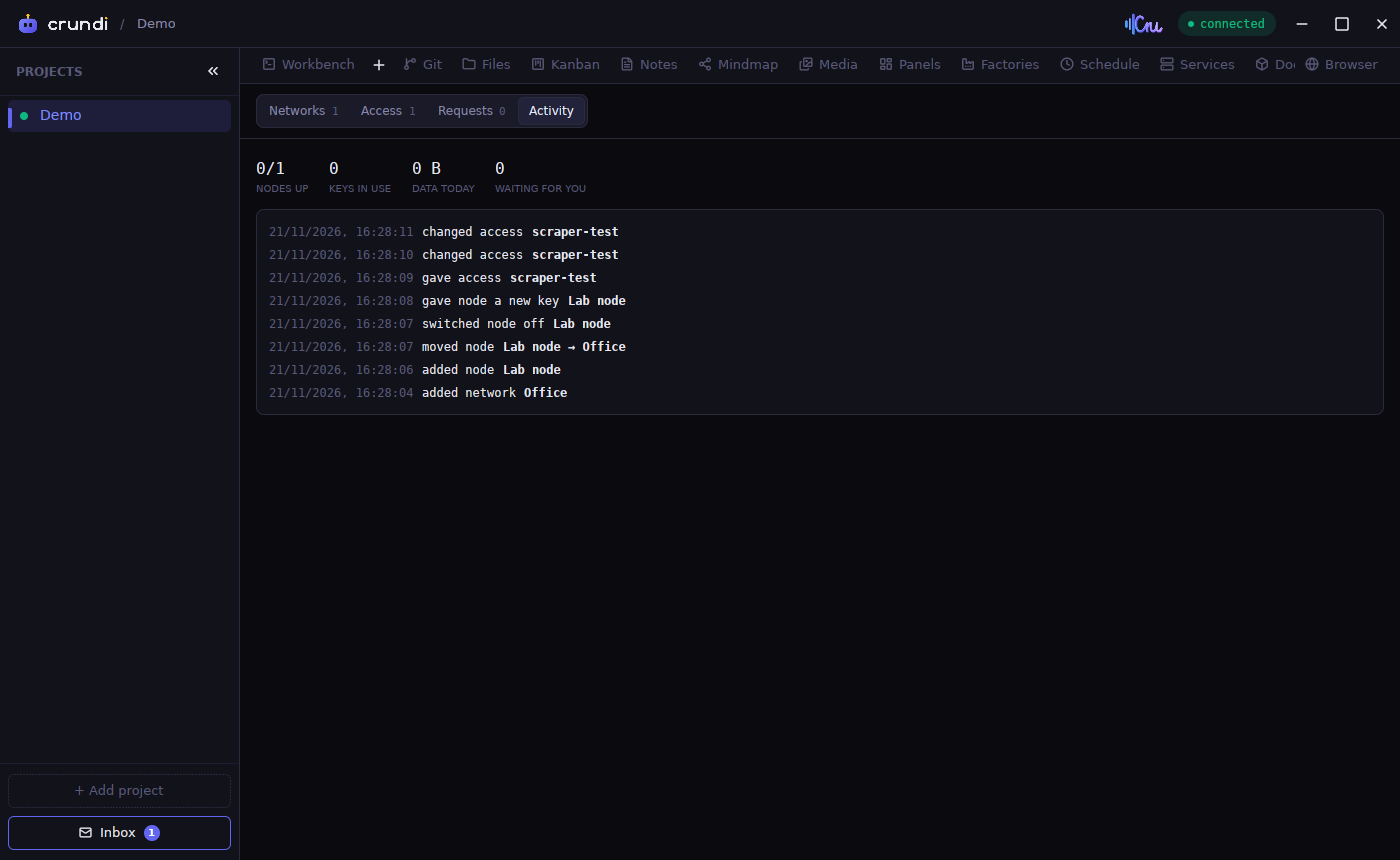 crundi / Demo
Cru
connected
PROJECTS
Demo
+ Add project
Inbox 1
Workbench + Git Files Kanban Notes Mindmap Media Panels Factories Schedule Services Doc Browser
Networks 1 Access 1 Requests 0 Activity
0/1 0 0 B 0
NODES UP KEYS IN USE DATA TODAY WAITING FOR YOU
21/11/2026, 16:28:11 changed access scraper-test
21/11/2026, 16:28:10 changed access scraper-test
21/11/2026, 16:28:09 gave access scraper-test
21/11/2026, 16:28:08 gave node a new key Lab node
21/11/2026, 16:28:07 switched node off Lab node
21/11/2026, 16:28:07 moved node Lab node → Office
21/11/2026, 16:28:06 added node Lab node
21/11/2026, 16:28:04 added network Office